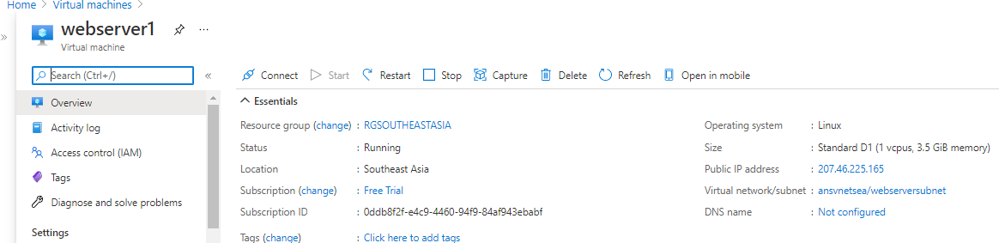 Home > Virtual machines >
»
webserver1 ...
Virtual machine
Search (Ctrl+/) «
Overview
Activity log
Access control (IAM)
Tags
Diagnose and solve problems
Settings
Connect Start Restart Stop Capture Delete Refresh Open in mobile
Essentials
Resource group (change) : RGSOUTHEASTASIA
Status : Running
Location : Southeast Asia
Subscription (change) : Free Trial
Subscription ID : 0ddb8f2f-e4c9-4460-94f9-84af943ebabf
Tags (change) : Click here to add tags
Operating system : Linux
Size : Standard D1 (1 vcpus, 3.5 GiB memory)
Public IP address : 207.46.225.165
Virtual network/subnet : ansvnetsea/webserversubnet
DNS name : Not configured